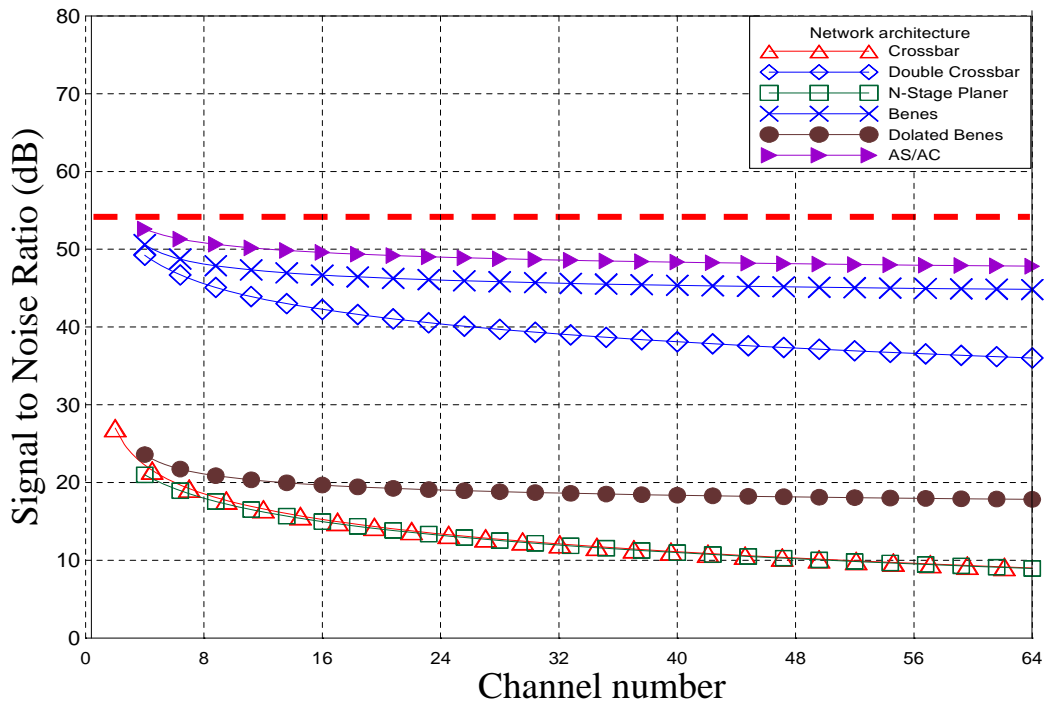 80
70
60
50
40
30
20
10
0
Signal to Noise Ratio (dB)
Network architecture
Crossbar
Double Crossbar
N-Stage Planer
Benes
Dolated Benes
AS/AC
0 8 16 24 32 40 48 56 64
Channel number